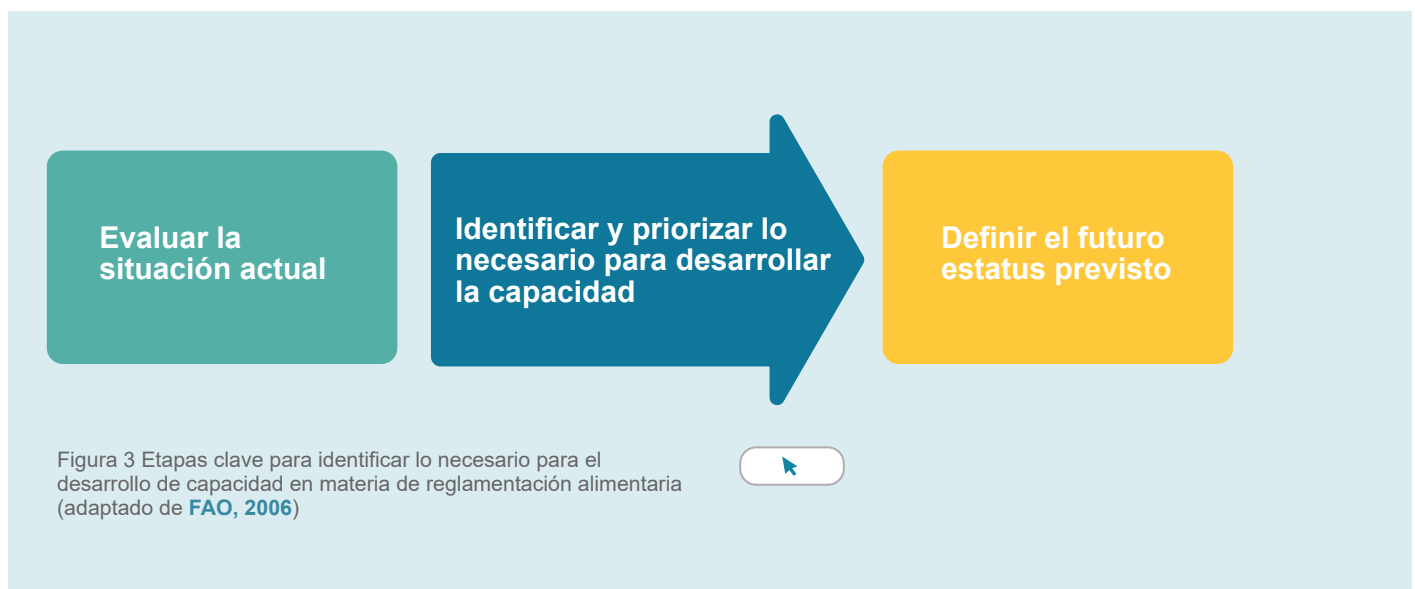 Evaluar la
situación actual
Identificar y priorizar lo
necesario para desarrollar
la capacidad
Definir el futuro
estatus previsto
Figura 3 Etapas clave para identificar lo necesario para el
desarrollo de capacidad en materia de reglamentación alimentaria
(adaptado de FAO, 2006)